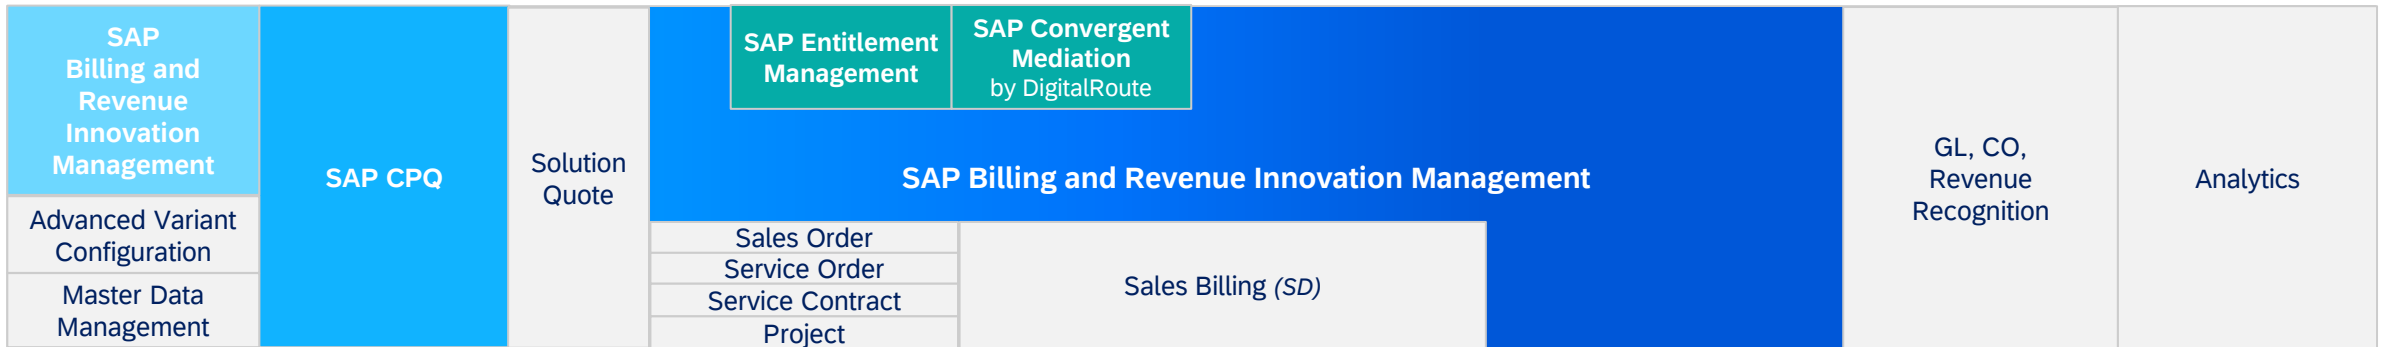 SAP
Billing and
Revenue
Innovation
Management
Advanced Variant
Configuration
Master Data
Management
SAP CPQ
Solution
Quote
SAP Entitlement
Management
SAP Convergent
Mediation
by DigitalRoute
SAP Billing and Revenue Innovation Management
Sales Order
Service Order
Service Contract
Project
Sales Billing (SD)
GL, CO,
Revenue
Recognition
Analytics